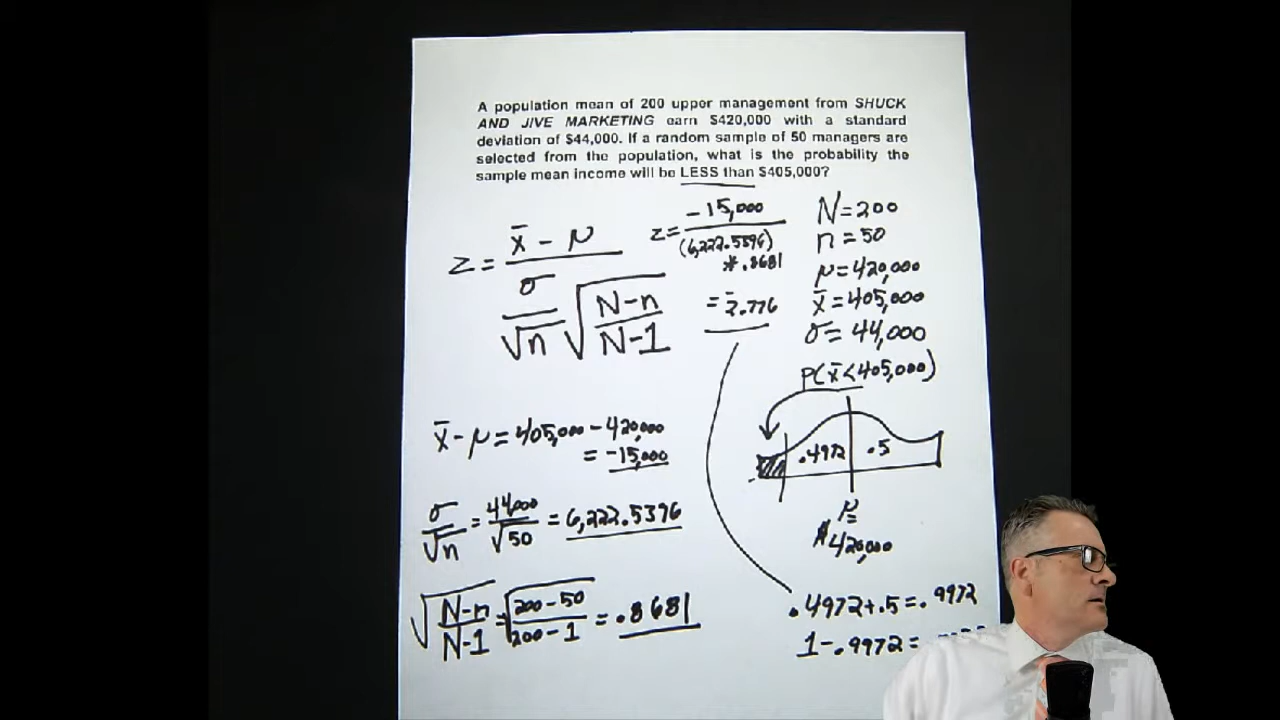 A population mean of 200 upper management from SHUCK
AND JIVE MARKETING earn $420,000 with a standard
deviation of $44,000. If a random sample of 50 managers are
selected from the population, what is the probability the
sample mean income will be LESS than $405,000?
z = (x̄ - μ) / ((σ/√n) √((N-n)/(N-1)))
z = -15,000 / ((6,222.5396) * .8681)
= -2.776
N = 200
n = 50
μ = 420,000
x̄ = 405,000
σ = 44,000
P(x̄ < 405,000)
.4972 .5
μ =
$420,000
x̄ - μ = 405,000 - 420,000
= -15,000
σ/√n = 44,000/√50 = 6,222.5396
√((N-n)/(N-1)) = √((200-50)/(200-1)) = .8681
.4972 + .5 = .9972
1 - .9972 =